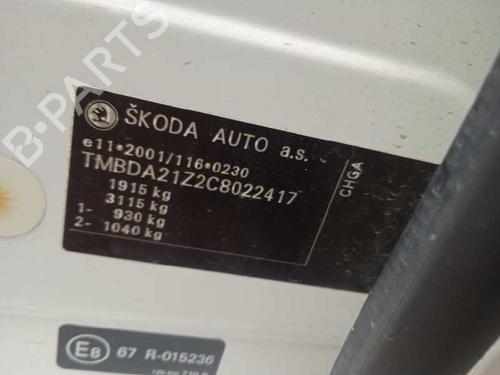 B-PARTS
ŠKODA AUTO a.s.
e11*2001/116*0230
TMBDA21Z2C8022417
1915 kg
3115 kg
1- 930 kg
2- 1040 kg
CHGA
E8 67 R-015236